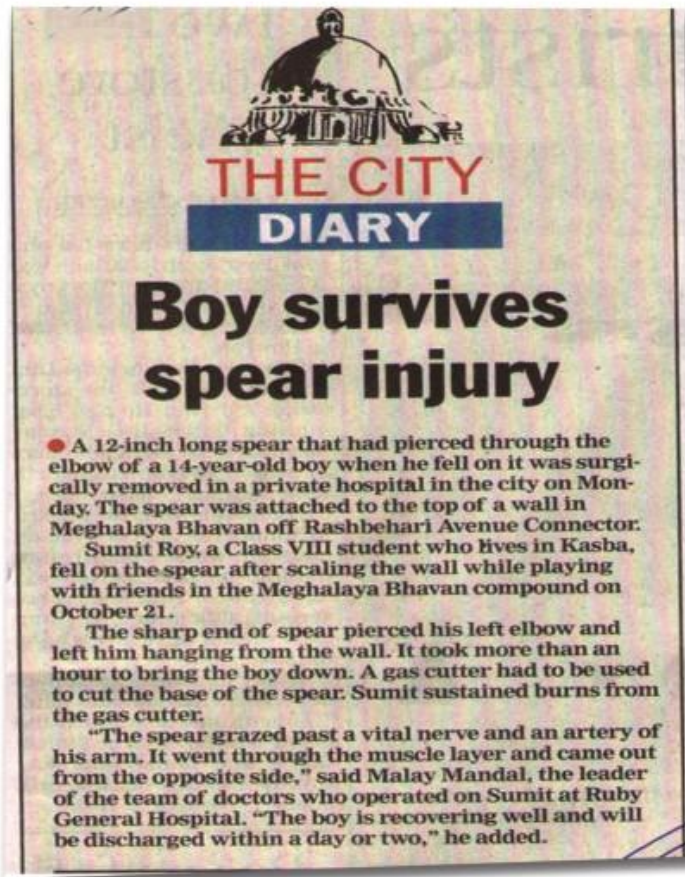 THE CITY
DIARY
Boy survives
spear injury
● A 12-inch long spear that had pierced through the
elbow of a 14-year-old boy when he fell on it was surgi-
cally removed in a private hospital in the city on Mon-
day. The spear was attached to the top of a wall in
Meghalaya Bhavan off Rashbehari Avenue Connector.
Sumit Roy, a Class VIII student who lives in Kasba,
fell on the spear after scaling the wall while playing
with friends in the Meghalaya Bhavan compound on
October 21.
The sharp end of spear pierced his left elbow and
left him hanging from the wall. It took more than an
hour to bring the boy down. A gas cutter had to be used
to cut the base of the spear. Sumit sustained burns from
the gas cutter.
“The spear grazed past a vital nerve and an artery of
his arm. It went through the muscle layer and came out
from the opposite side,” said Malay Mandal, the leader
of the team of doctors who operated on Sumit at Ruby
General Hospital. “The boy is recovering well and will
be discharged within a day or two,” he added.